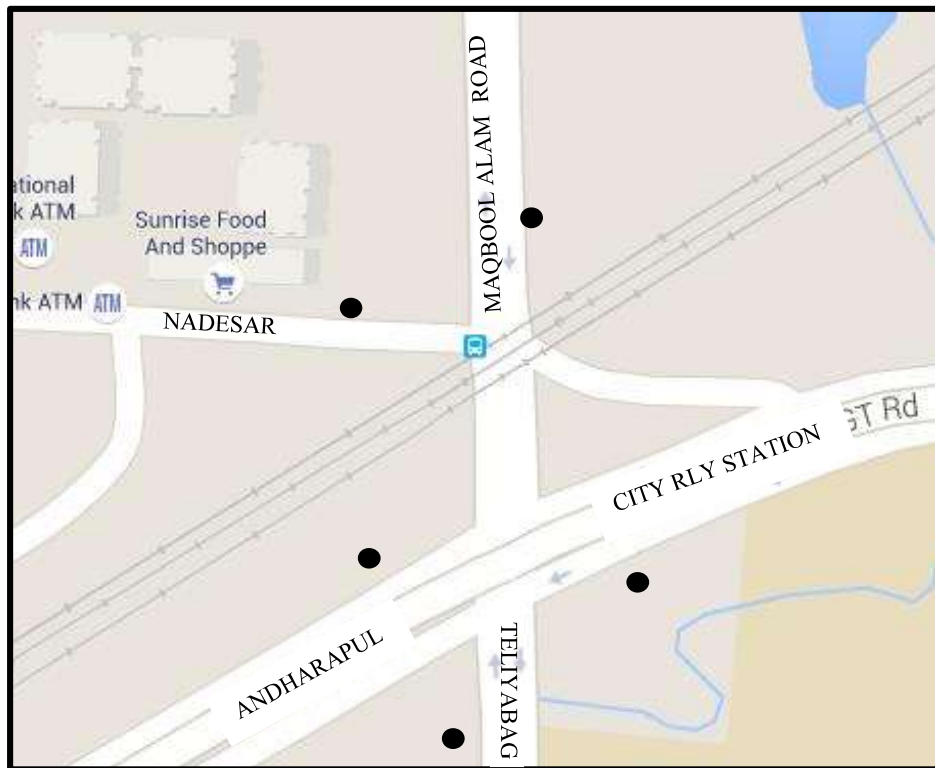 MAQBOOL ALAM ROAD
ational
k ATM
ATM
Sunrise Food
And Shoppe
nk ATM
ATM
NADESAR
GT Rd
CITY RLY STATION
ANDHARAPUL
TELIYABAG